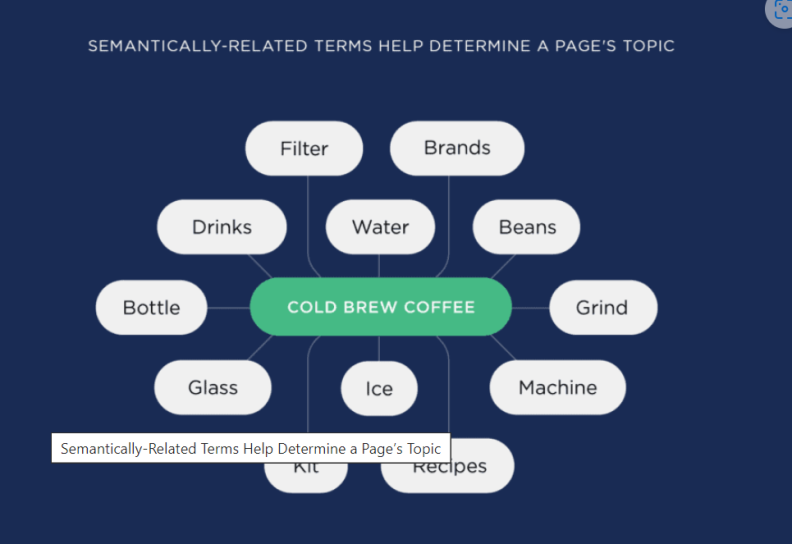 SEMANTICALLY-RELATED TERMS HELP DETERMINE A PAGE'S TOPIC
Filter
Brands
Drinks
Water
Beans
Bottle
COLD BREW COFFEE
Grind
Glass
Ice
Machine
Semantically-Related Terms Help Determine a Page's Topic
Kit
Recipes